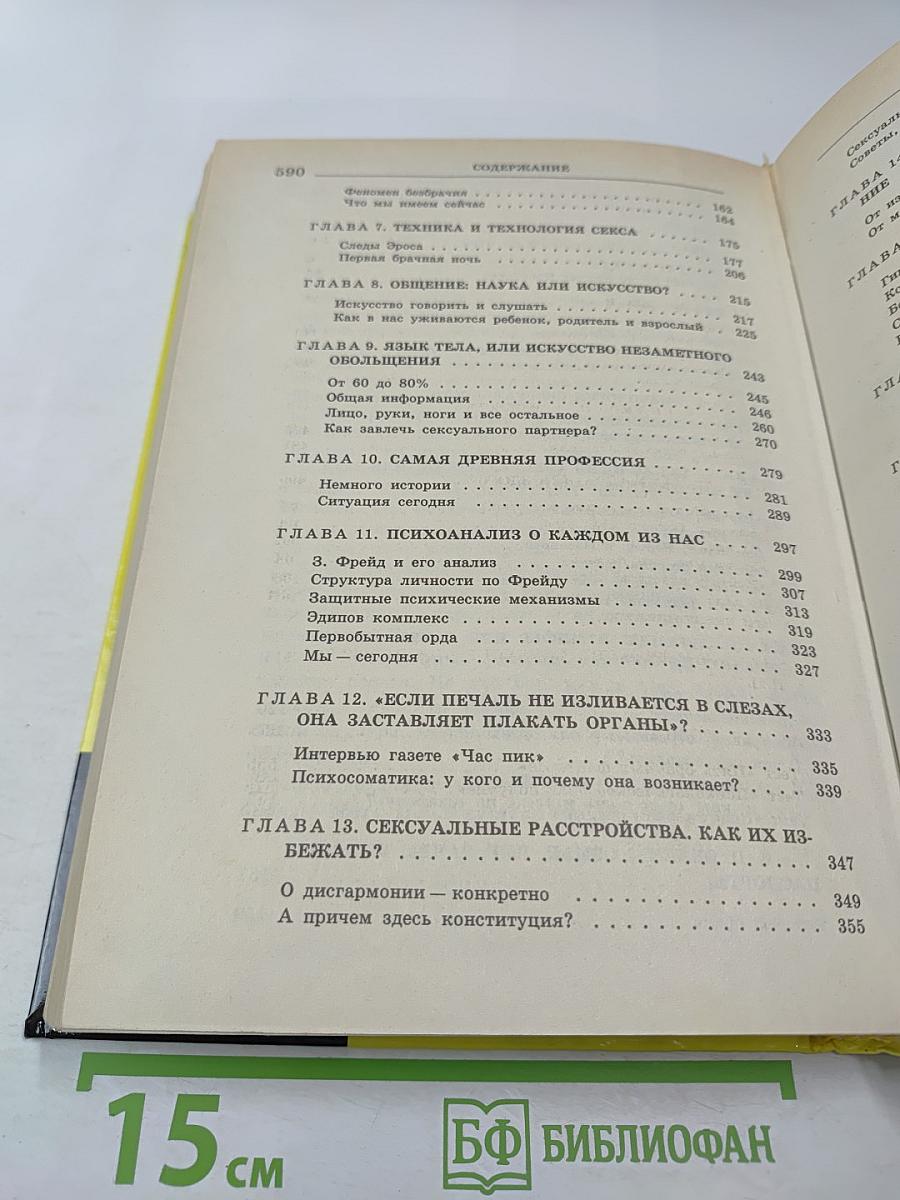 590 СОДЕРЖАНИЕ
Феномен безбрачия . . . . . . . . . . . . . . . . . . . . 162
Что мы имеем сейчас . . . . . . . . . . . . . . . . . . . 164
ГЛАВА 7. ТЕХНИКА И ТЕХНОЛОГИЯ СЕКСА . . . . . . 175
Следы Эроса . . . . . . . . . . . . . . . . . . . . . . . 177
Первая брачная ночь . . . . . . . . . . . . . . . . . . . 206
ГЛАВА 8. ОБЩЕНИЕ: НАУКА ИЛИ ИСКУССТВО? . . . . 215
Искусство говорить и слушать . . . . . . . . . . . . . . 217
Как в нас уживаются ребенок, родитель и взрослый . 225
ГЛАВА 9. ЯЗЫК ТЕЛА, ИЛИ ИСКУССТВО НЕЗАМЕТНОГО
ОБОЛЬЩЕНИЯ . . . . . . . . . . . . . . . . . . . . 243
От 60 до 80% . . . . . . . . . . . . . . . . . . . . . . 245
Общая информация . . . . . . . . . . . . . . . . . . . 246
Лицо, руки, ноги и все остальное . . . . . . . . . . . . 260
Как завлечь сексуального партнера? . . . . . . . . . . 270
ГЛАВА 10. САМАЯ ДРЕВНЯЯ ПРОФЕССИЯ . . . . . . . . 279
Немного истории . . . . . . . . . . . . . . . . . . . . 281
Ситуация сегодня . . . . . . . . . . . . . . . . . . . . 289
ГЛАВА 11. ПСИХОАНАЛИЗ О КАЖДОМ ИЗ НАС . . . . 297
З. Фрейд и его анализ . . . . . . . . . . . . . . . . . 299
Структура личности по Фрейду . . . . . . . . . . . . . 307
Защитные психические механизмы . . . . . . . . . . . 313
Эдипов комплекс . . . . . . . . . . . . . . . . . . . . 319
Первобытная орда . . . . . . . . . . . . . . . . . . . 323
Мы — сегодня . . . . . . . . . . . . . . . . . . . . . 327
ГЛАВА 12. «ЕСЛИ ПЕЧАЛЬ НЕ ИЗЛИВАЕТСЯ В СЛЕЗАХ,
ОНА ЗАСТАВЛЯЕТ ПЛАКАТЬ ОРГАНЫ»? . . . . . . . 333
Интервью газете «Час пик» . . . . . . . . . . . . . . . 335
Психосоматика: у кого и почему она возникает? . . . . 339
ГЛАВА 13. СЕКСУАЛЬНЫЕ РАССТРОЙСТВА. КАК ИХ ИЗ-
БЕЖАТЬ? . . . . . . . . . . . . . . . . . . . . . . . . 347
О дисгармонии — конкретно . . . . . . . . . . . . . . . 349
А причем здесь конституция? . . . . . . . . . . . . . . 355
Советы,
ГЛАВА 14
НИЕ
От из
От м
ГЛАВА
15 см
БФ БИБЛИОФАН